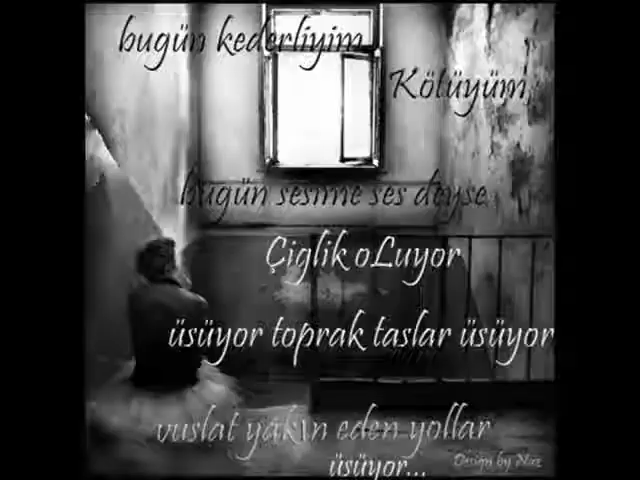 bugün kederliyim
Kötüyüm,
bugün sesime ses deyse
Çiglik oLuyor
üsüyor toprak taslar üsüyor
vuslat yakın eden yollar
üsüyor...
Design by Naz